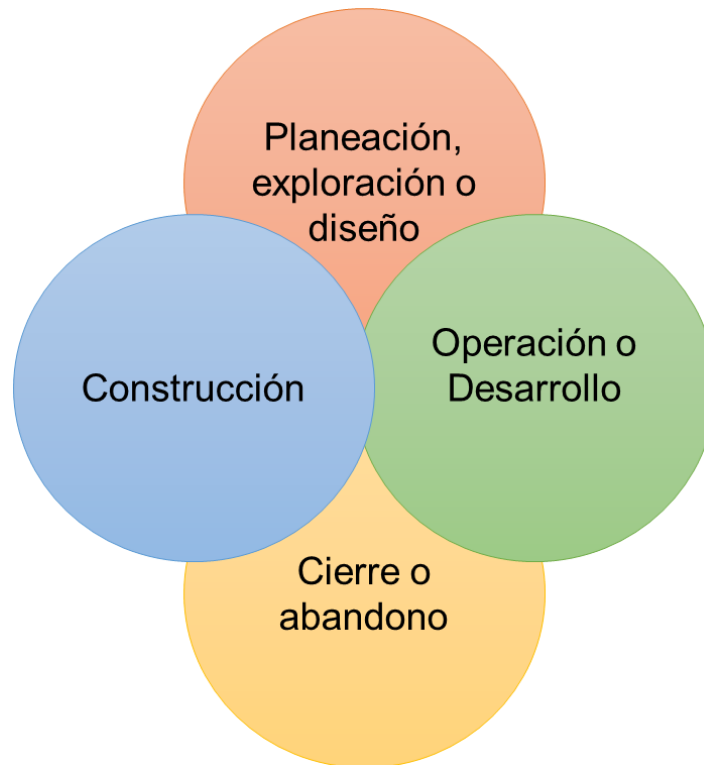 Planeación,
exploración o
diseño
Construcción
Operación o
Desarrollo
Cierre o
abandono